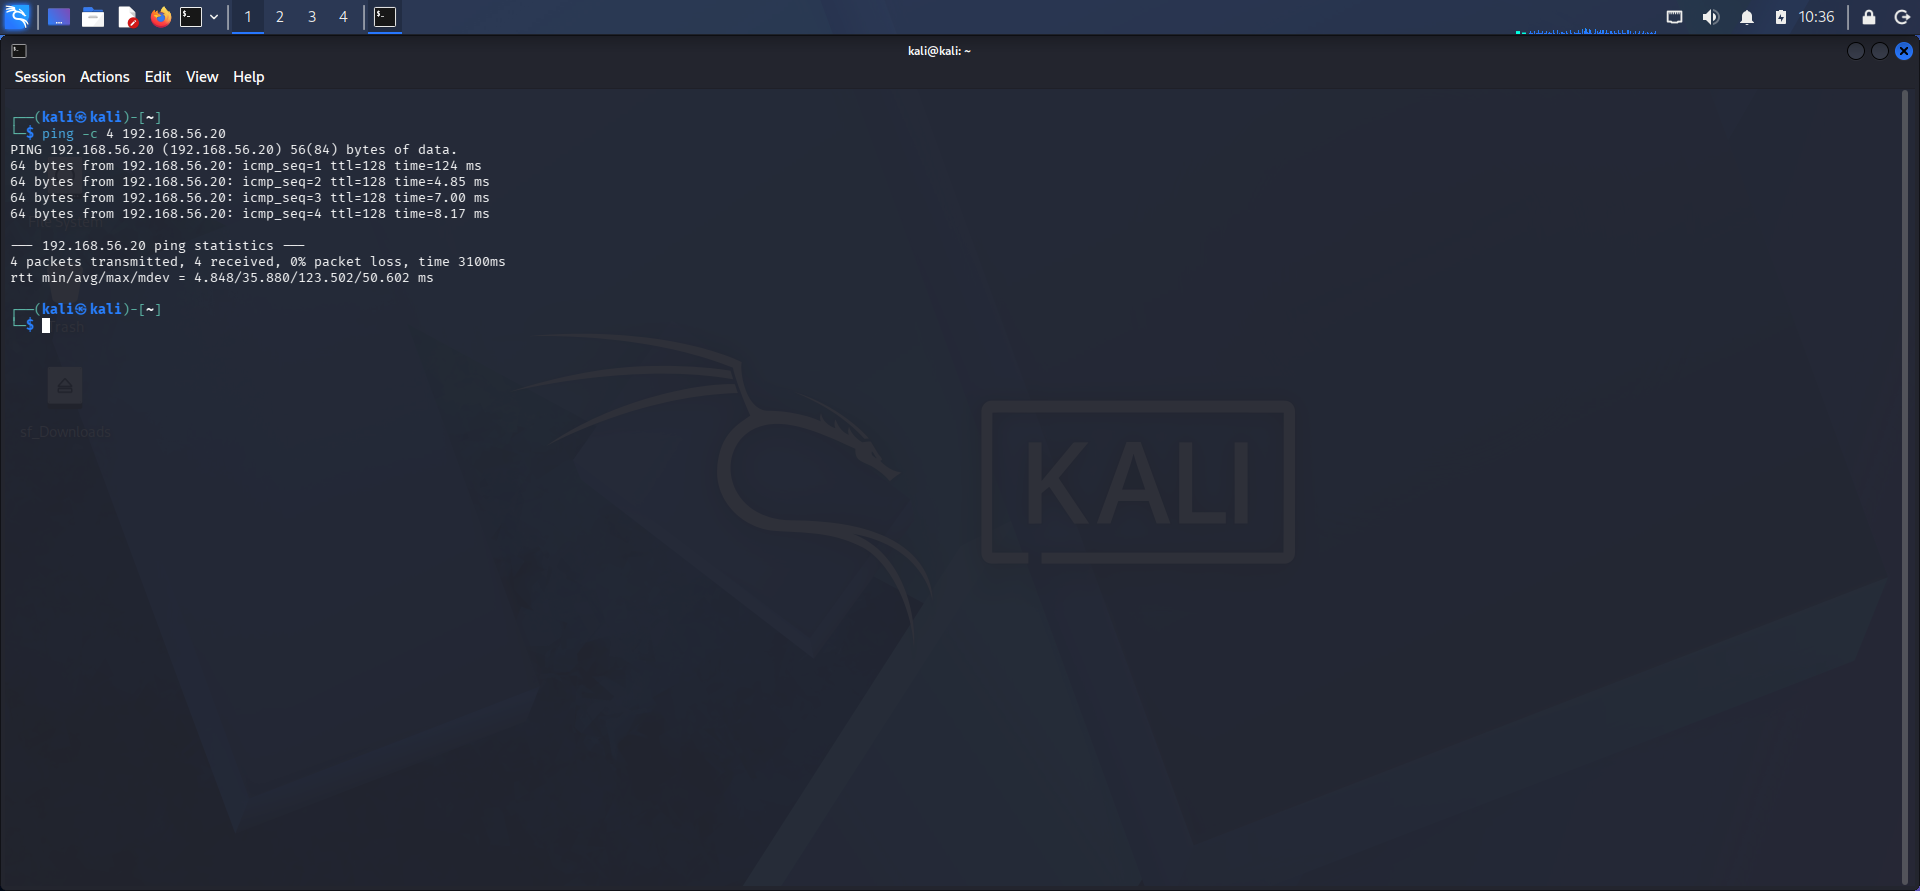 1 2 3 4
10:36
kali@kali: ~
Session Actions Edit View Help
┌──(kali㉿kali)-[~]
└─$ ping -c 4 192.168.56.20
PING 192.168.56.20 (192.168.56.20) 56(84) bytes of data.
64 bytes from 192.168.56.20: icmp_seq=1 ttl=128 time=124 ms
64 bytes from 192.168.56.20: icmp_seq=2 ttl=128 time=4.85 ms
64 bytes from 192.168.56.20: icmp_seq=3 ttl=128 time=7.00 ms
64 bytes from 192.168.56.20: icmp_seq=4 ttl=128 time=8.17 ms
--- 192.168.56.20 ping statistics ---
4 packets transmitted, 4 received, 0% packet loss, time 3100ms
rtt min/avg/max/mdev = 4.848/35.880/123.502/50.602 ms
┌──(kali㉿kali)-[~]
└─$
sf_Downloads
KALI